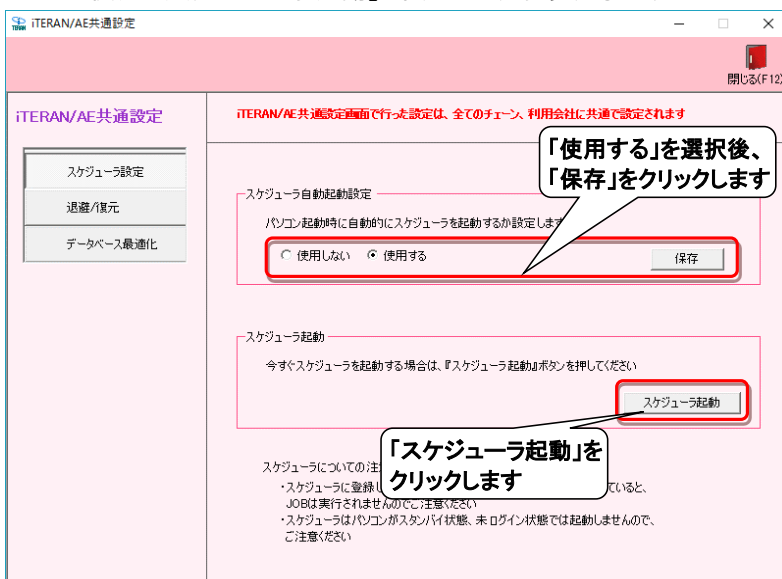 iTERAN/AE共通設定
閉じる(F12)
iTERAN/AE共通設定
iTERAN/AE共通設定画面で行った設定は、全てのチェーン、利用会社に共通で設定されます
「使用する」を選択後、
「保存」をクリックします
スケジューラ設定
退避/復元
データベース最適化
スケジューラ自動起動設定
パソコン起動時に自動的にスケジューラを起動するか設定します
使用しない 使用する 保存
スケジューラ起動
今すぐスケジューラを起動する場合は、『スケジューラ起動』ボタンを押してください
スケジューラ起動
「スケジューラ起動」を
クリックします
スケジューラについての注
・スケジューラに登録し ていると、
JOBは実行されませんのでご注意ください
・スケジューラはパソコンがスタンバイ状態、未ログイン状態では起動しませんので、
ご注意ください